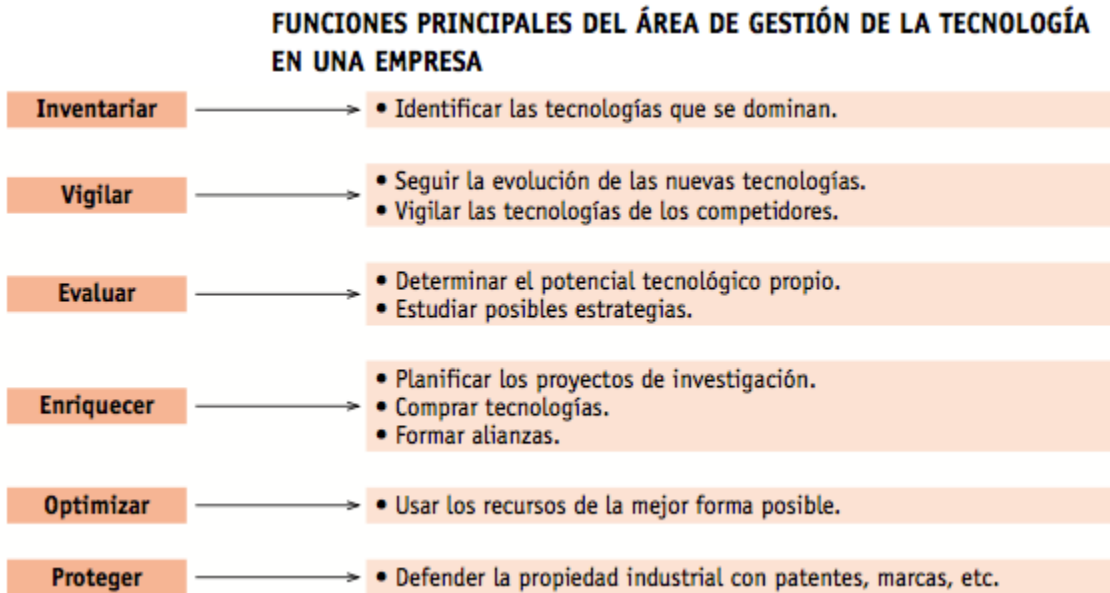 FUNCIONES PRINCIPALES DEL ÁREA DE GESTIÓN DE LA TECNOLOGÍA
EN UNA EMPRESA
Inventariar
• Identificar las tecnologías que se dominan.
Vigilar
• Seguir la evolución de las nuevas tecnologías.
• Vigilar las tecnologías de los competidores.
Evaluar
• Determinar el potencial tecnológico propio.
• Estudiar posibles estrategias.
Enriquecer
• Planificar los proyectos de investigación.
• Comprar tecnologías.
• Formar alianzas.
Optimizar
• Usar los recursos de la mejor forma posible.
Proteger
• Defender la propiedad industrial con patentes, marcas, etc.